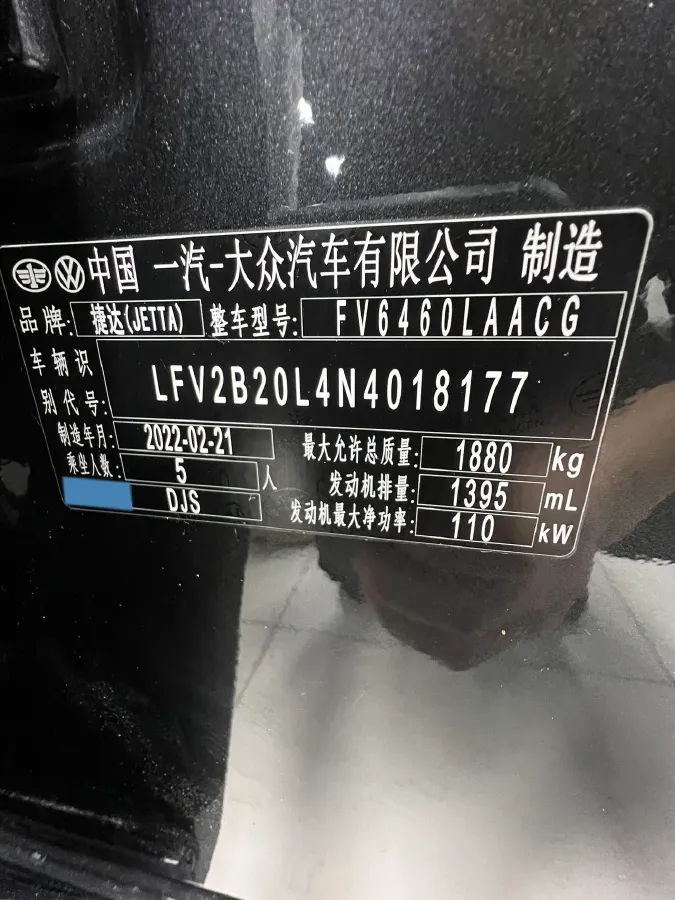 中国 一汽-大众汽车有限公司 制造
品牌: 捷达(JETTA) 整车型号: FV6460LAACG
车辆识别代号: LFV2B20L4N4018177
制造年月: 2022-02-21 最大允许总质量: 1880 kg
乘坐人数: 5 人 发动机排量: 1395 mL
DJS 发动机最大净功率: 110 kW